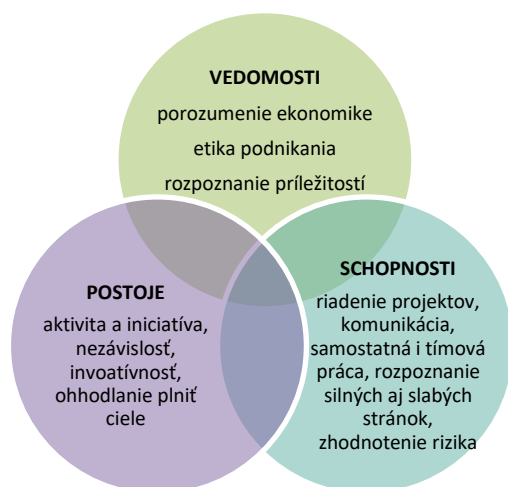 VEDOMOSTI
porozumenie ekonomike
etika podnikania
rozpoznanie príležitostí
POSTOJE
aktivita a iniciatíva,
nezávislosť,
invoatívnosť,
ohhodlanie plniť
ciele
SCHOPNOSTI
riadenie projektov,
komunikácia,
samostatná i tímová
práca, rozpoznanie
silných aj slabých
stránok,
zhodnotenie rizika